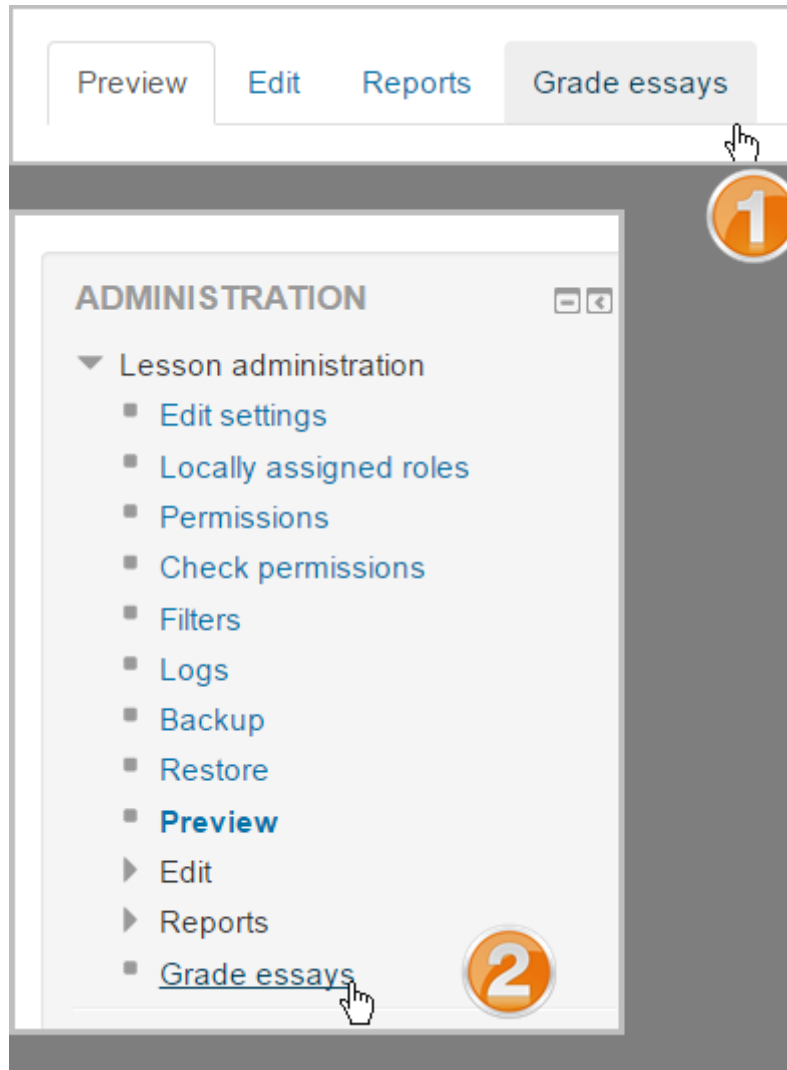 Preview Edit Reports Grade essays
1
ADMINISTRATION
Lesson administration
Edit settings
Locally assigned roles
Permissions
Check permissions
Filters
Logs
Backup
Restore
Preview
Edit
Reports
Grade essays
2